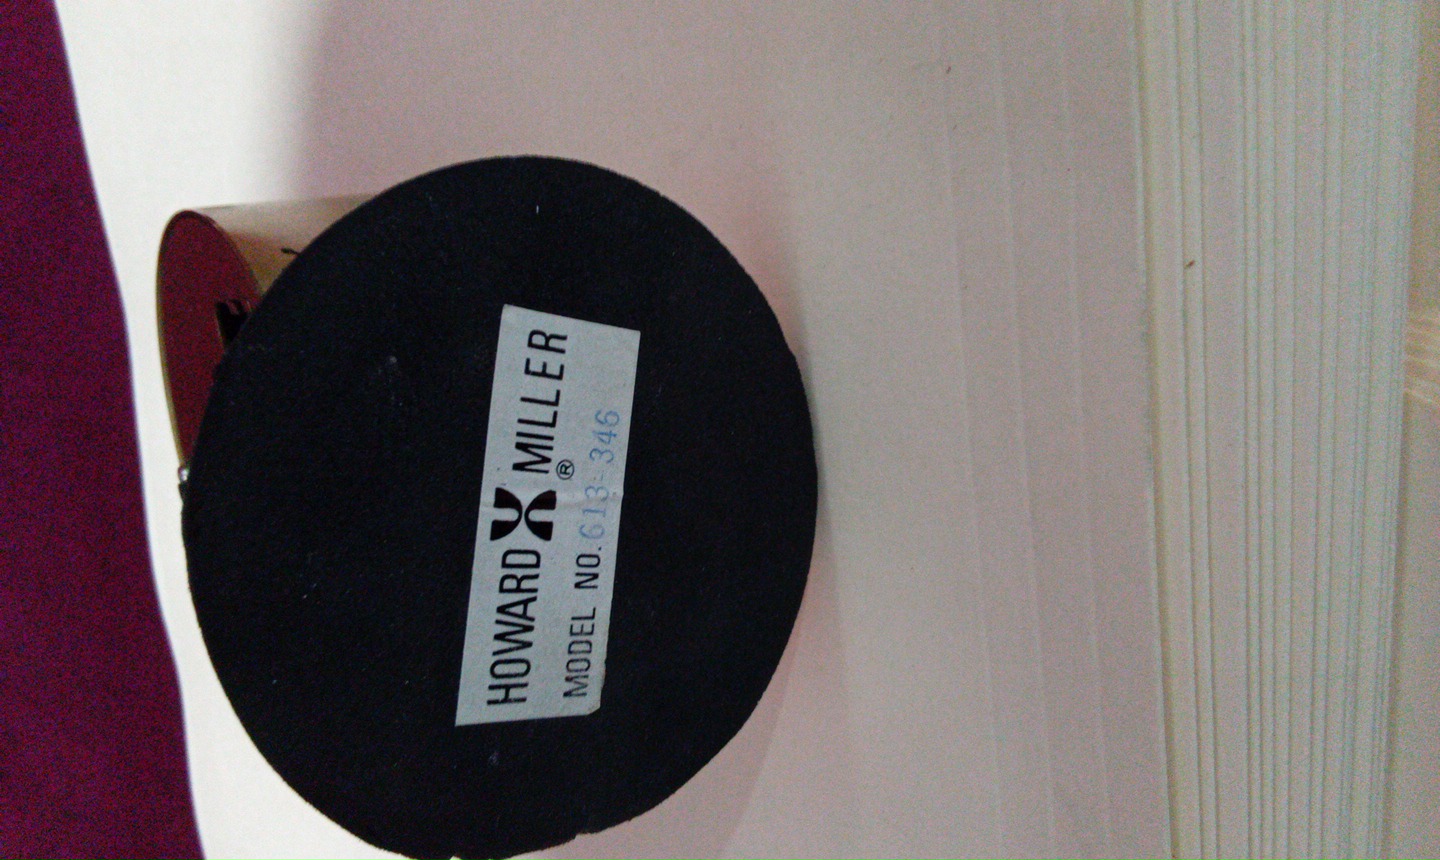 HOWARD MILLER ®
MODEL NO. 613-346